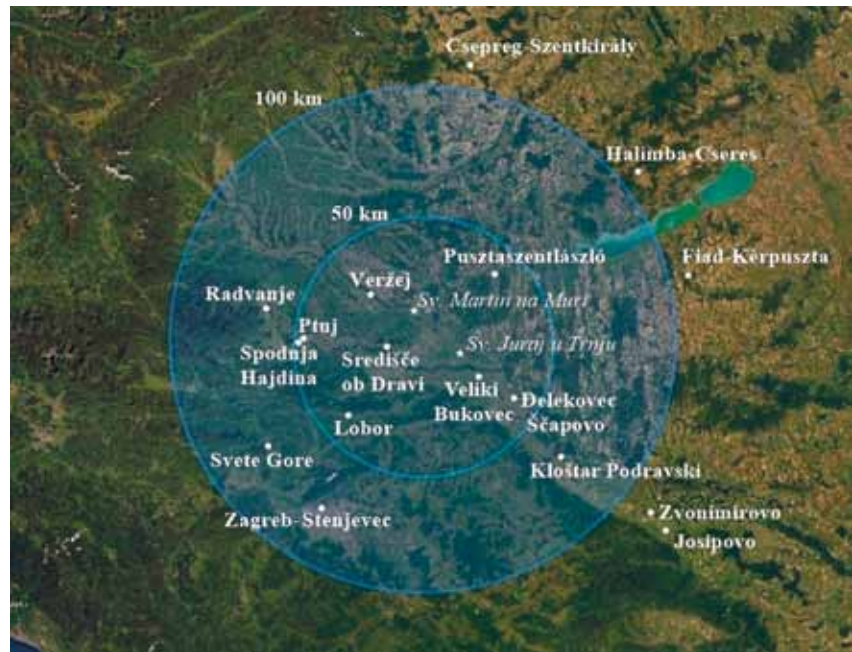 Csepreg-Szentkirály
100 km
Halimba-Cseres
50 km
Pusztaszentlászló
Fiad-Kérpuszta
Veržej
Radvanje
Sv. Martin na Muri
Ptuj
Sv. Juraj u Trnju
Spodnja
Hajdina
Središče
ob Dravi
Veliki
Bukovec
Đelekovec
Ščapovo
Lobor
Svete Gore
Kloštar Podravski
Zagreb-Stenjevec
Zvonimirovo
Josipovo